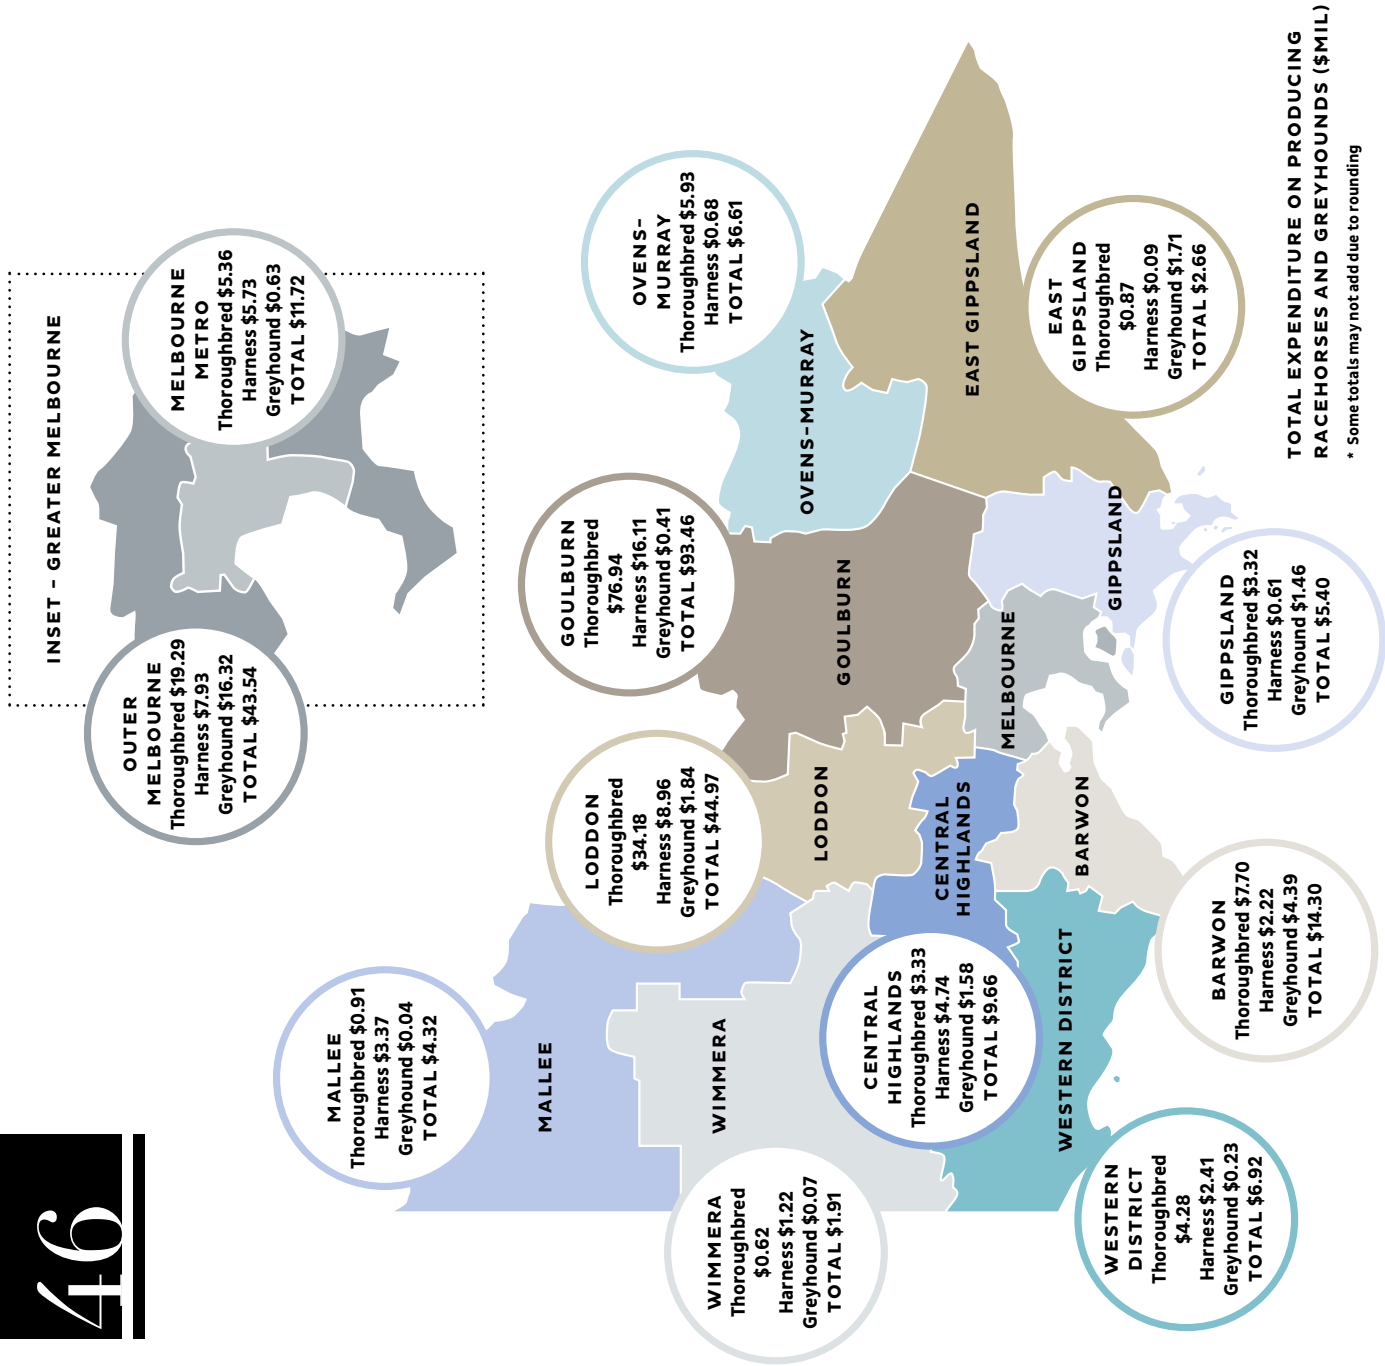 46
INSET – GREATER MELBOURNE
OUTER
MELBOURNE
Thoroughbred $19.29
Harness $7.93
Greyhound $16.32
TOTAL $43.54
MELBOURNE
METRO
Thoroughbred $5.36
Harness $5.73
Greyhound $0.63
TOTAL $11.72
MALLEE
Thoroughbred $0.91
Harness $3.37
Greyhound $0.04
TOTAL $4.32
LODDON
Thoroughbred
$34.18
Harness $8.96
Greyhound $1.84
TOTAL $44.97
GOULBURN
Thoroughbred
$76.94
Harness $16.11
Greyhound $0.41
TOTAL $93.46
OVENS-
MURRAY
Thoroughbred $5.93
Harness $0.68
TOTAL $6.61
WIMMERA
Thoroughbred
$0.62
Harness $1.22
Greyhound $0.07
TOTAL $1.91
CENTRAL
HIGHLANDS
Thoroughbred $3.33
Harness $4.74
Greyhound $1.58
TOTAL $9.66
EAST
GIPPSLAND
Thoroughbred
$0.87
Harness $0.09
Greyhound $1.71
TOTAL $2.66
WESTERN
DISTRICT
Thoroughbred
$4.28
Harness $2.41
Greyhound $0.23
TOTAL $6.92
BARWON
Thoroughbred $7.70
Harness $2.22
Greyhound $4.39
TOTAL $14.30
GIPPSLAND
Thoroughbred $3.32
Harness $0.61
Greyhound $1.46
TOTAL $5.40
MALLEE
WIMMERA
LODDON
GOULBURN
OVENS-MURRAY
CENTRAL
HIGHLANDS
MELBOURNE
EAST GIPPSLAND
WESTERN DISTRICT
BARWON
GIPPSLAND
TOTAL EXPENDITURE ON PRODUCING
RACEHORSES AND GREYHOUNDS ($MIL)
* Some totals may not add due to rounding